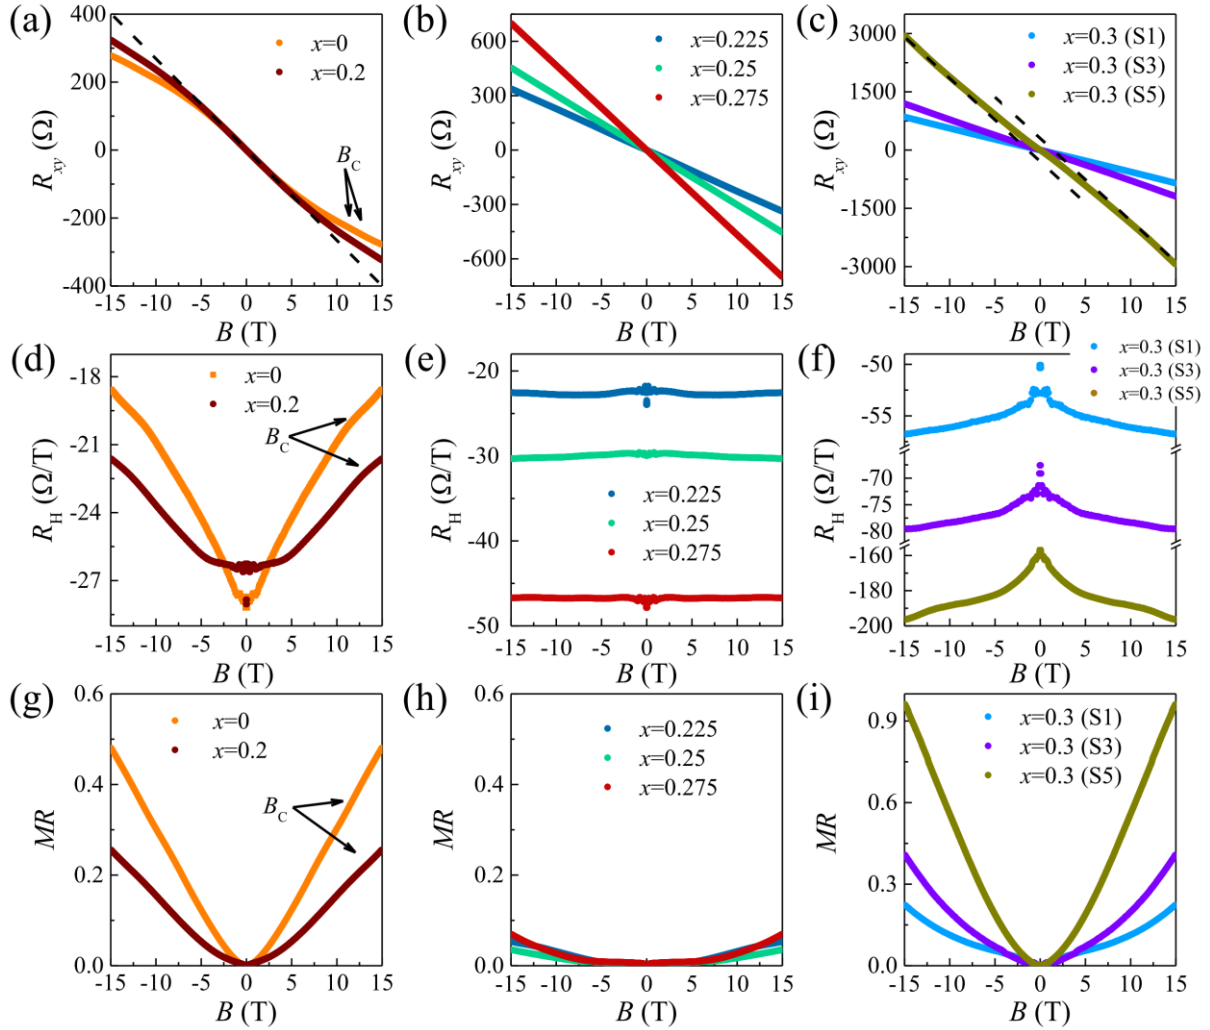 (a)
400
200
0
-200
-400
R_xy (Ω)
x=0
x=0.2
B_C
-15 -10 -5 0 5 10 15
B (T)
(b)
600
300
0
-300
-600
R_xy (Ω)
x=0.225
x=0.25
x=0.275
-15 -10 -5 0 5 10 15
B (T)
(c)
3000
1500
0
-1500
-3000
R_xy (Ω)
x=0.3 (S1)
x=0.3 (S3)
x=0.3 (S5)
-15 -10 -5 0 5 10 15
B (T)
(d)
-18
-21
-24
-27
R_H (Ω/T)
x=0
x=0.2
B_C
-15 -10 -5 0 5 10 15
B (T)
(e)
-20
-30
-40
-50
R_H (Ω/T)
x=0.225
x=0.25
x=0.275
-15 -10 -5 0 5 10 15
B (T)
(f)
-50
-55
-70
-75
-80
-160
-180
-200
R_H (Ω/T)
x=0.3 (S1)
x=0.3 (S3)
x=0.3 (S5)
-15 -10 -5 0 5 10 15
B (T)
(g)
0.6
0.4
0.2
0.0
MR
x=0
x=0.2
B_C
-15 -10 -5 0 5 10 15
B (T)
(h)
0.6
0.4
0.2
0.0
MR
x=0.225
x=0.25
x=0.275
-15 -10 -5 0 5 10 15
B (T)
(i)
0.9
0.6
0.3
0.0
MR
x=0.3 (S1)
x=0.3 (S3)
x=0.3 (S5)
-15 -10 -5 0 5 10 15
B (T)